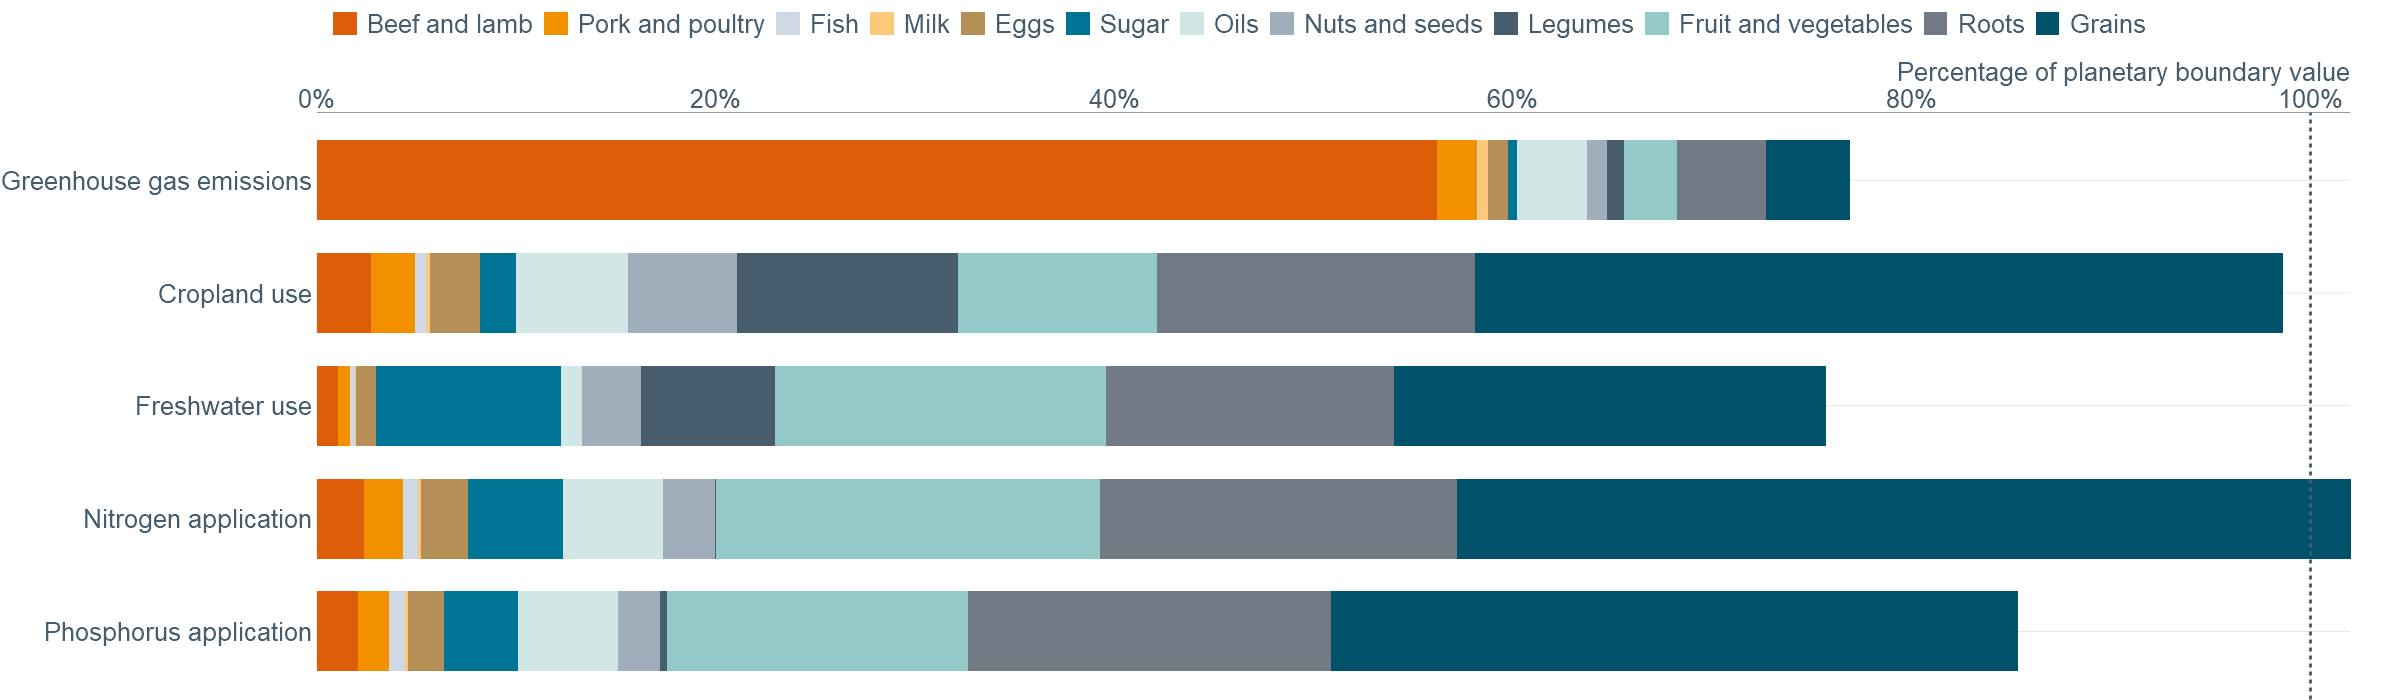 Beef and lamb Pork and poultry Fish Milk Eggs Sugar Oils Nuts and seeds Legumes Fruit and vegetables Roots Grains
Percentage of planetary boundary value
0% 20% 40% 60% 80% 100%
Greenhouse gas emissions
Cropland use
Freshwater use
Nitrogen application
Phosphorus application